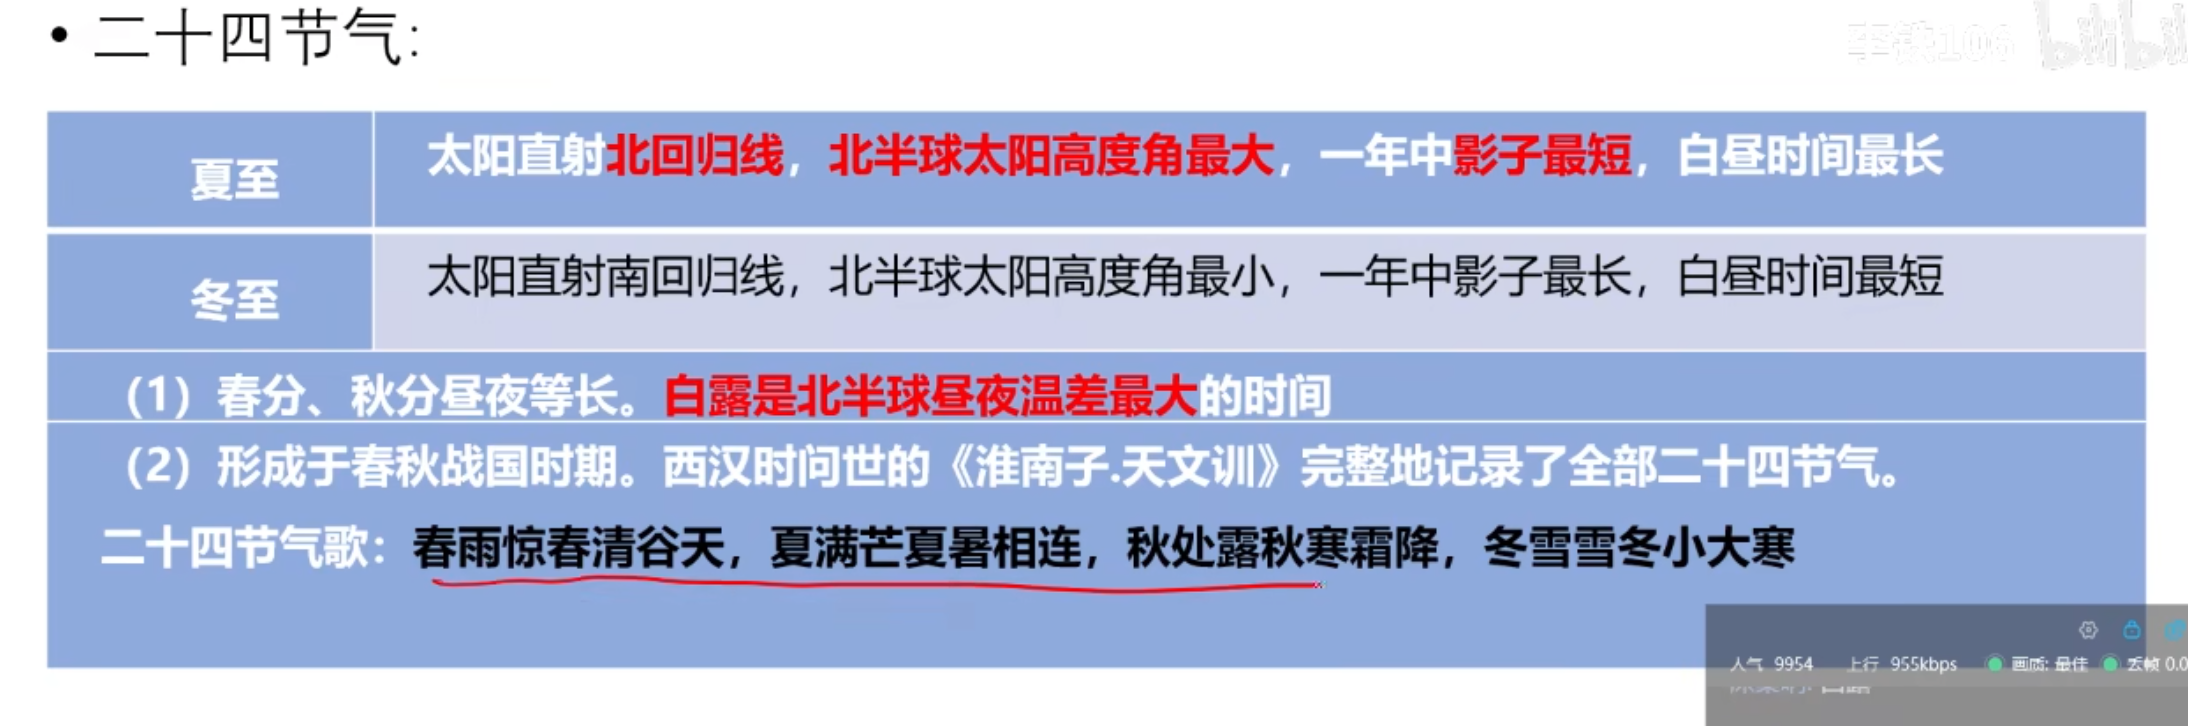 • 二十四节气:
车铁106 bilibili
夏至
太阳直射北回归线，北半球太阳高度角最大，一年中影子最短，白昼时间最长
冬至
太阳直射南回归线，北半球太阳高度角最小，一年中影子最长，白昼时间最短
（1）春分、秋分昼夜等长。白露是北半球昼夜温差最大的时间
（2）形成于春秋战国时期。西汉时问世的《淮南子.天文训》完整地记录了全部二十四节气。
二十四节气歌：春雨惊春清谷天，夏满芒夏暑相连，秋处露秋寒霜降，冬雪雪冬小大寒
人气 9954 上行 955kbps 画质: 最佳 丢帧 0.0
白露